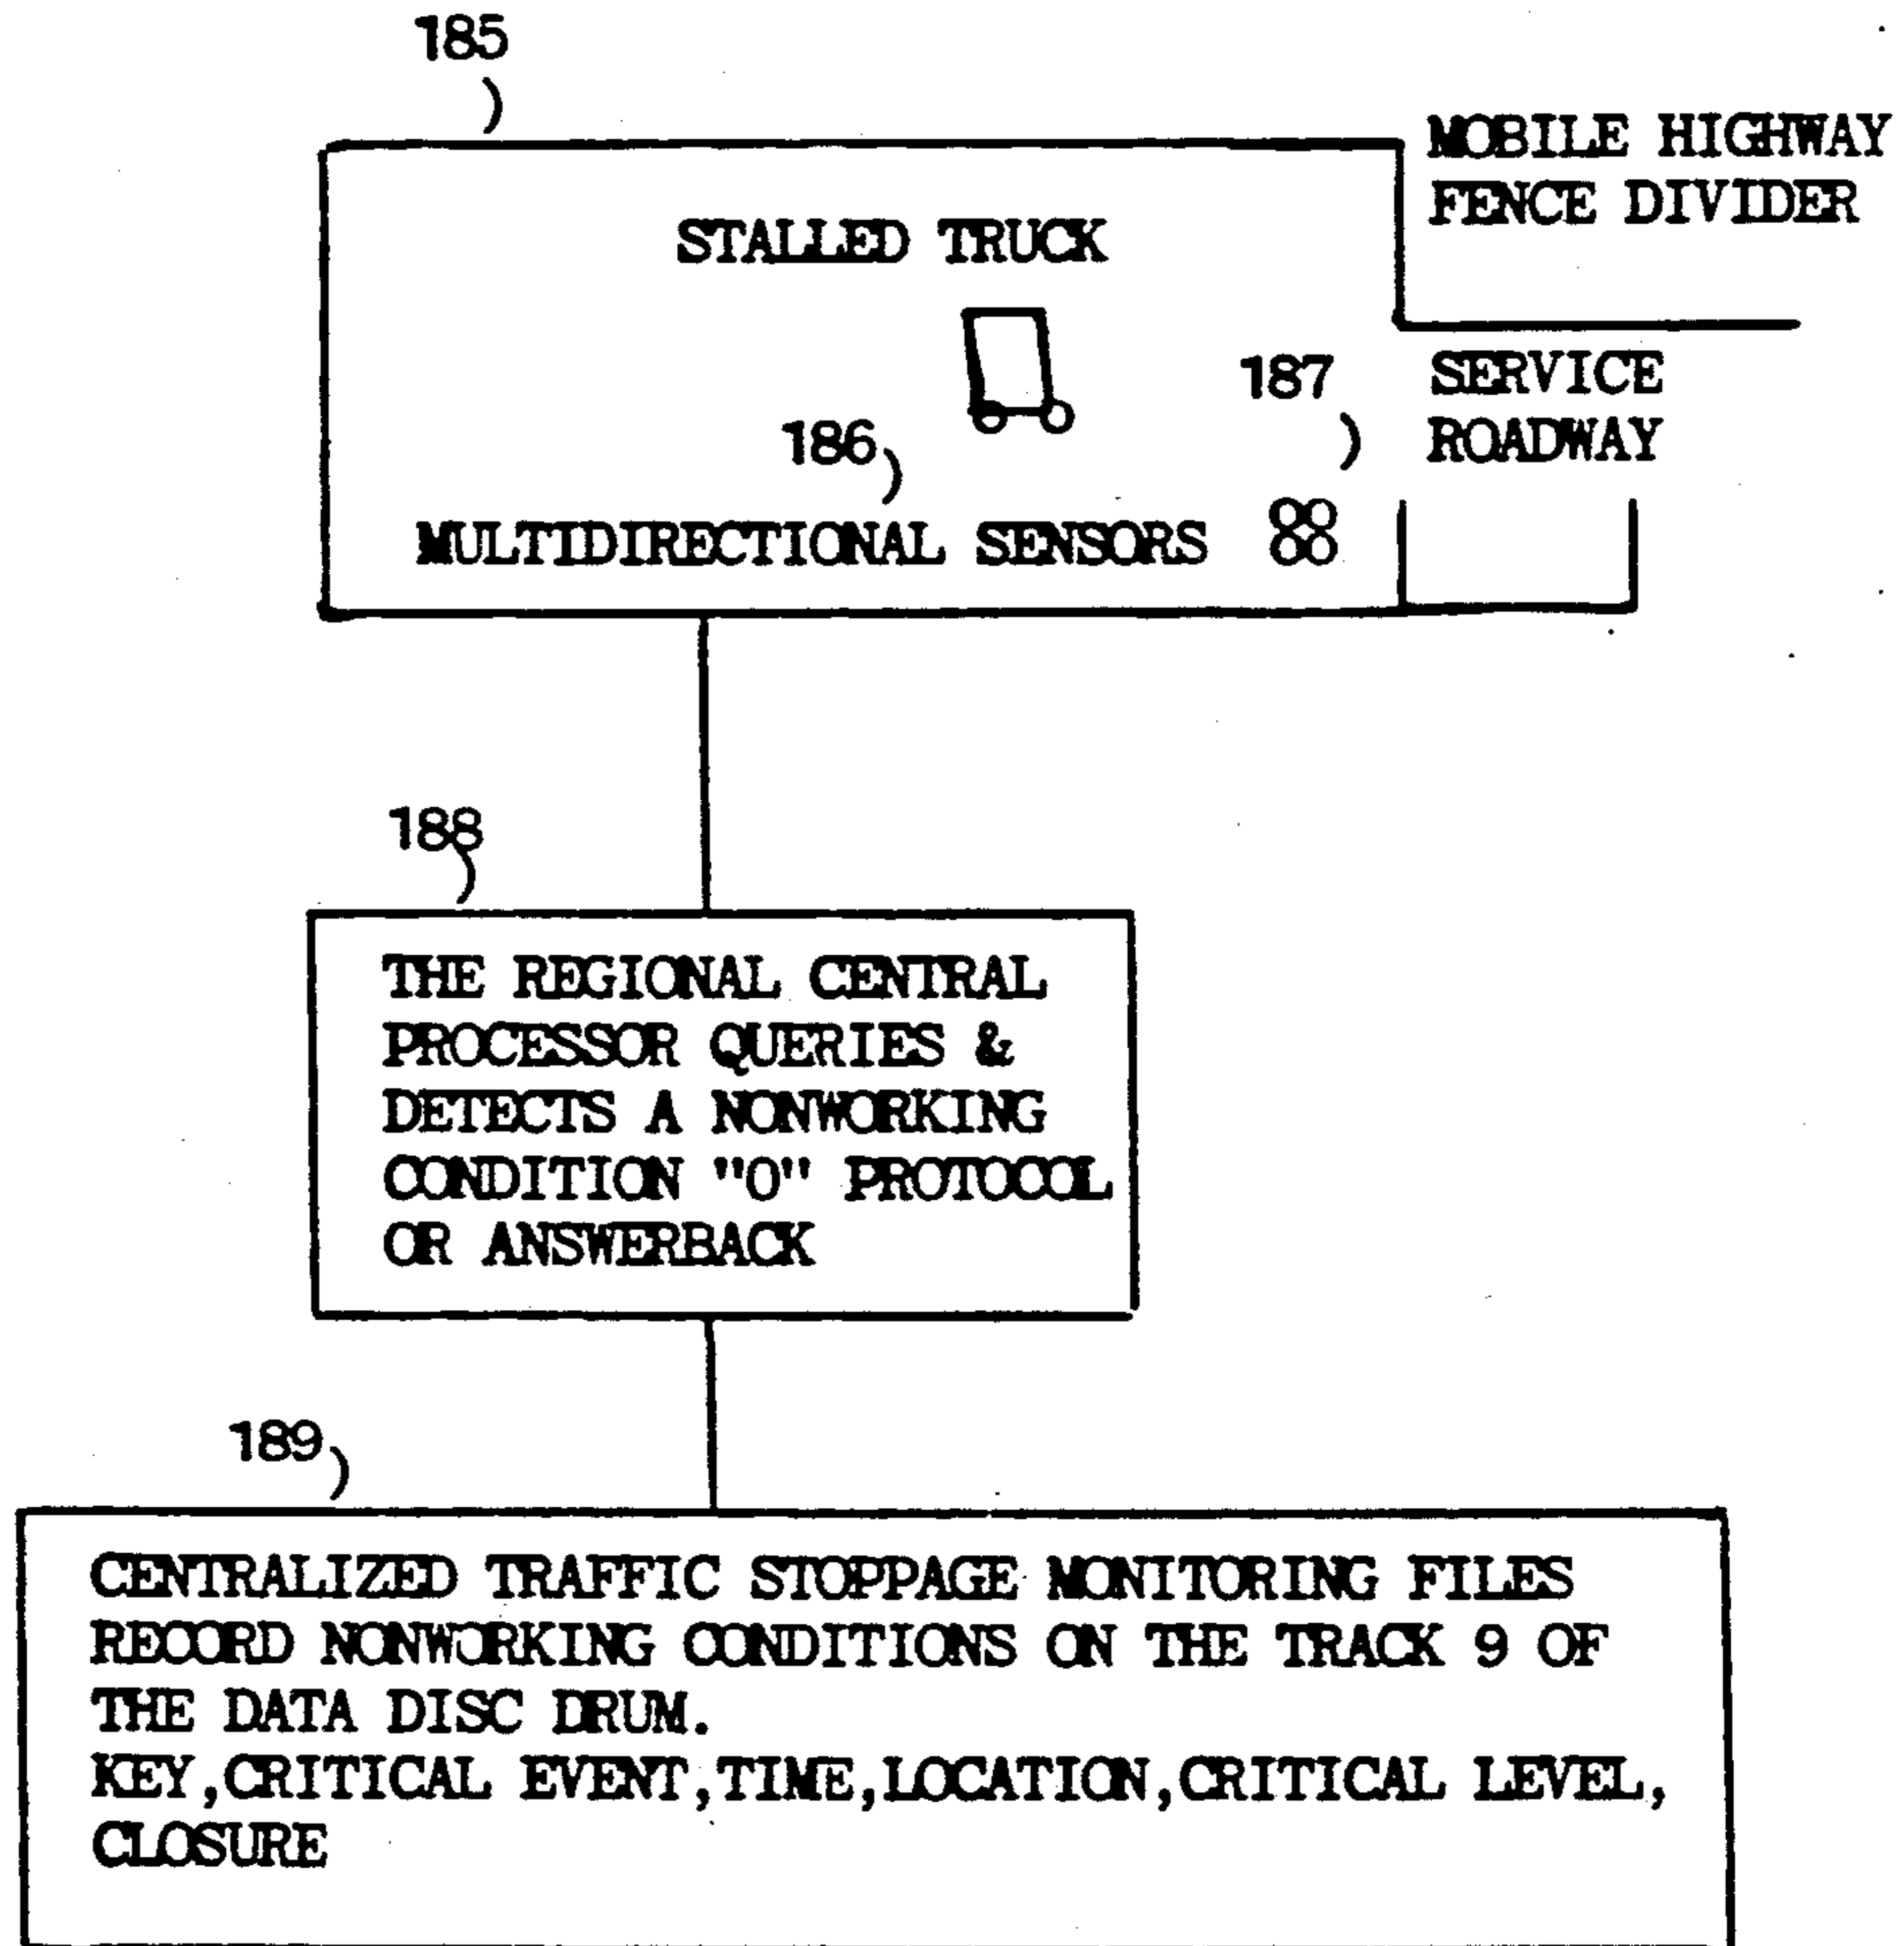 185
MOBILE HIGHWAY
FENCE DIVIDER
STALLED TRUCK
187
SERVICE
ROADWAY
186
MULTIDIRECTIONAL SENSORS
188
THE REGIONAL CENTRAL
PROCESSOR QUERIES &
DETECTS A NONWORKING
CONDITION "0" PROTOCOL
OR ANSWERBACK
189
CENTRALIZED TRAFFIC STOPPAGE MONITORING FILES
RECORD NONWORKING CONDITIONS ON THE TRACK 9 OF
THE DATA DISC DRUM.
KEY,CRITICAL EVENT,TIME,LOCATION,CRITICAL LEVEL,
CLOSURE